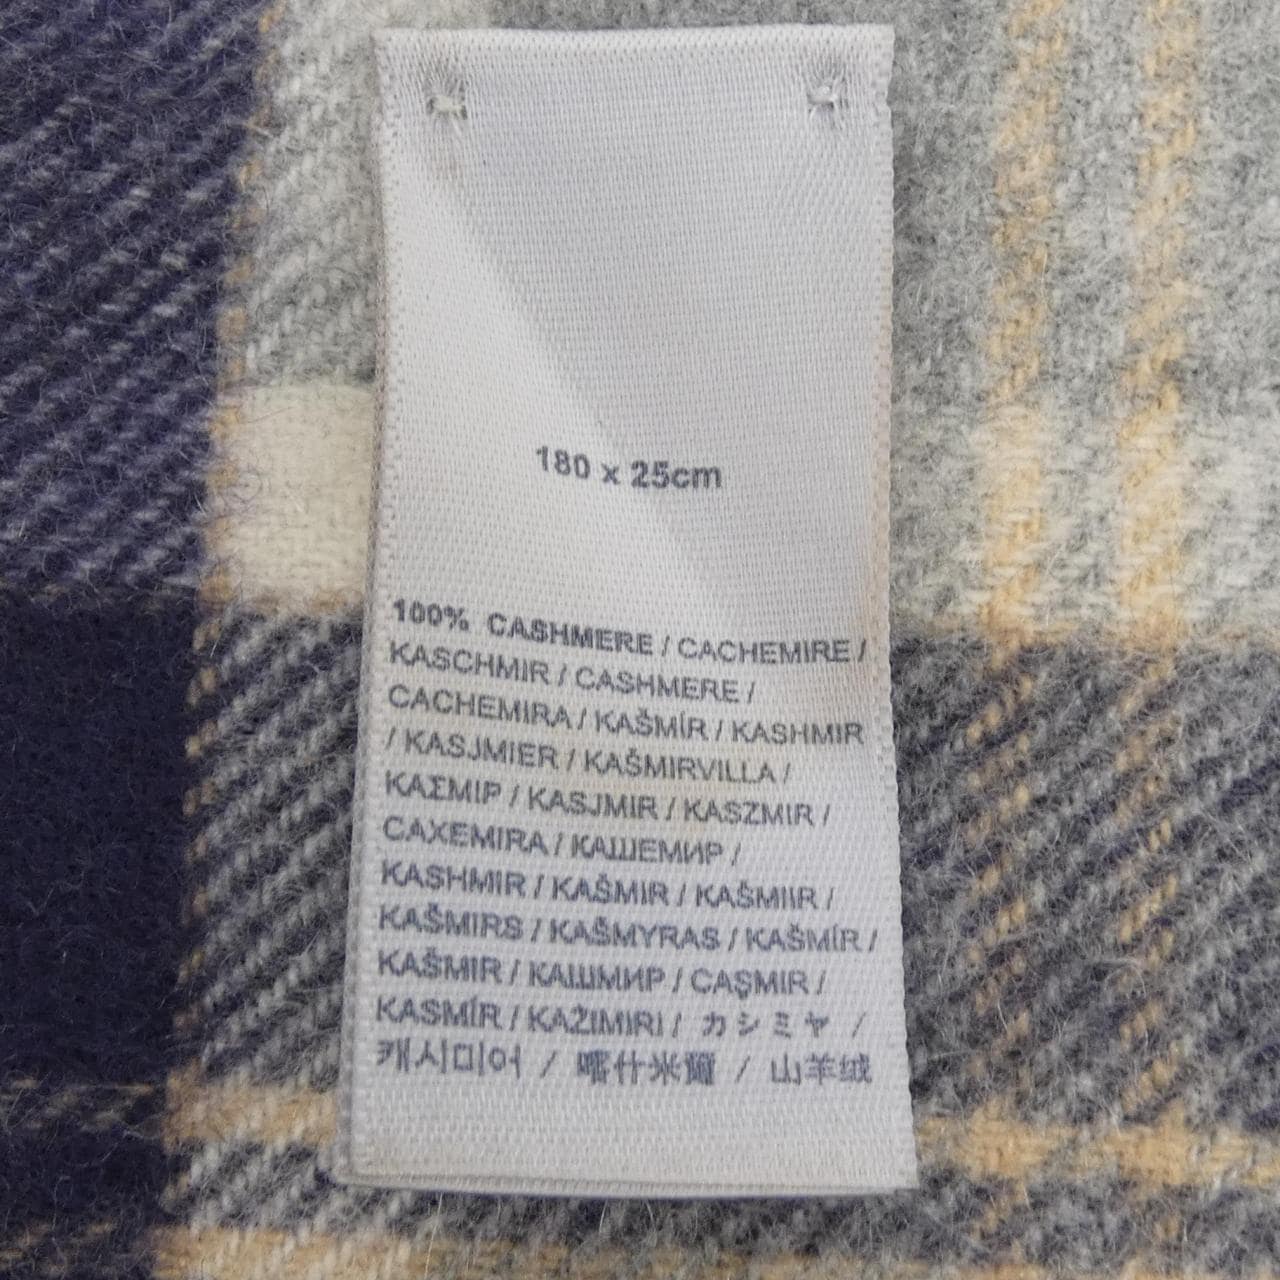 180 x 25cm
100% CASHMERE / CACHEMIRE /
KASCHMIR / CASHMERE /
CACHEMIRA / KAŠMÍR / KASHMIR
/ KASJMIER / KAŠMIRVILLA /
ΚΑΣΜΙΡ / KASJMIR / KASZMIR /
CAXEMIRA / КАШЕМИР /
KASHMIR / KAŠMIR / KAŠMIIR /
KAŠMIRS / KAŠMYRAS / KAŠMÍR /
KAŠMIR / КАШМИР / CAŞMIR /
KASMÍR / KAŻIMIRI / カシミヤ /
캐시미어 / 喀什米爾 / 山羊绒